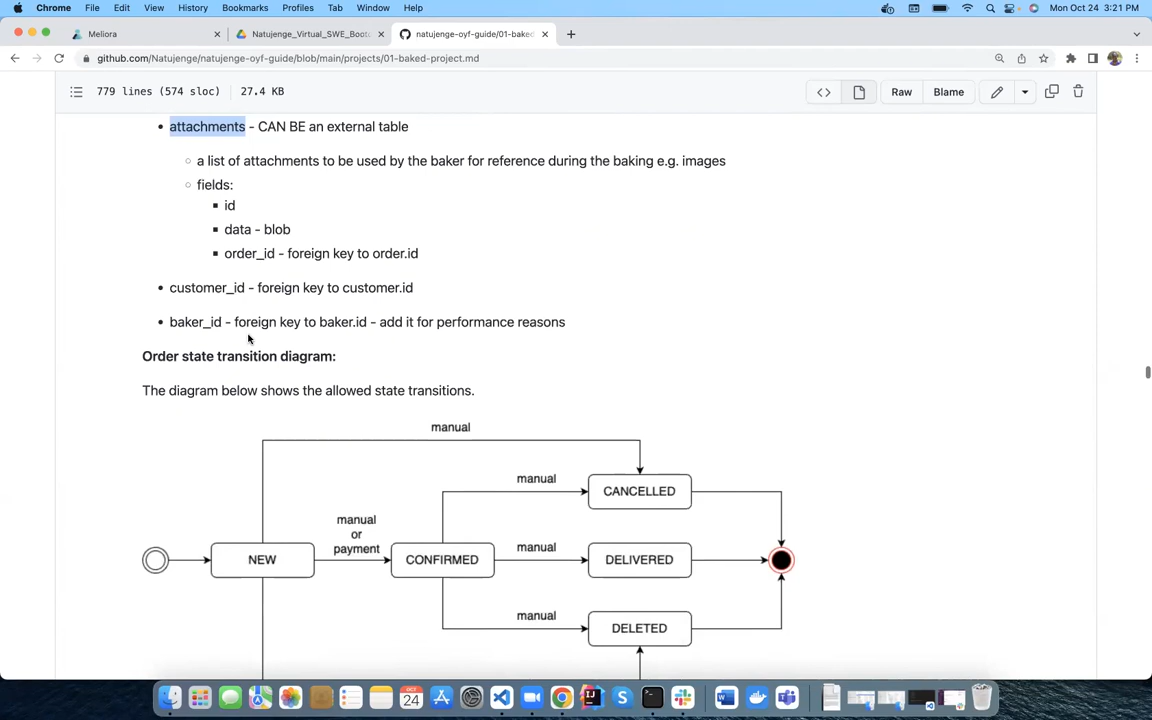 Chrome File Edit View History Bookmarks Profiles Tab Window Help Mon Oct 24 3:21 PM
Meliora Natujenge_Virtual_SWE_Bootc natujenge-oyf-guide/01-baked-
github.com/Natujenge/natujenge-oyf-guide/blob/main/projects/01-baked-project.md
779 lines (574 sloc) 27.4 KB Raw Blame
attachments - CAN BE an external table
a list of attachments to be used by the baker for reference during the baking e.g. images
fields:
id
data - blob
order_id - foreign key to order.id
customer_id - foreign key to customer.id
baker_id - foreign key to baker.id - add it for performance reasons
Order state transition diagram:
The diagram below shows the allowed state transitions.
manual
manual
CANCELLED
manual
or
payment
manual
NEW
CONFIRMED
DELIVERED
manual
DELETED
OCT
24